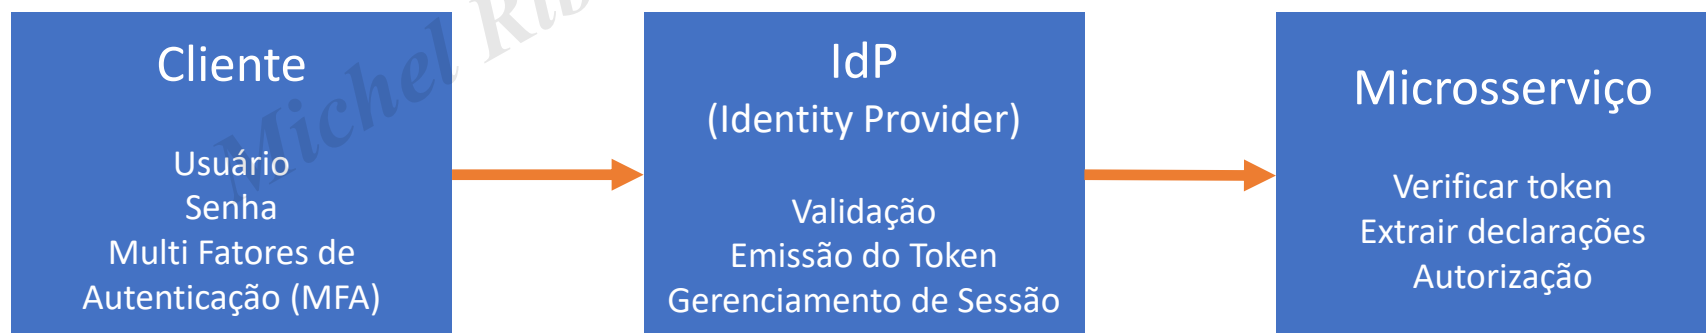 Cliente
Usuário
Senha
Multi Fatores de
Autenticação (MFA)
IdP
(Identity Provider)
Validação
Emissão do Token
Gerenciamento de Sessão
Microsserviço
Verificar token
Extrair declarações
Autorização
Michel